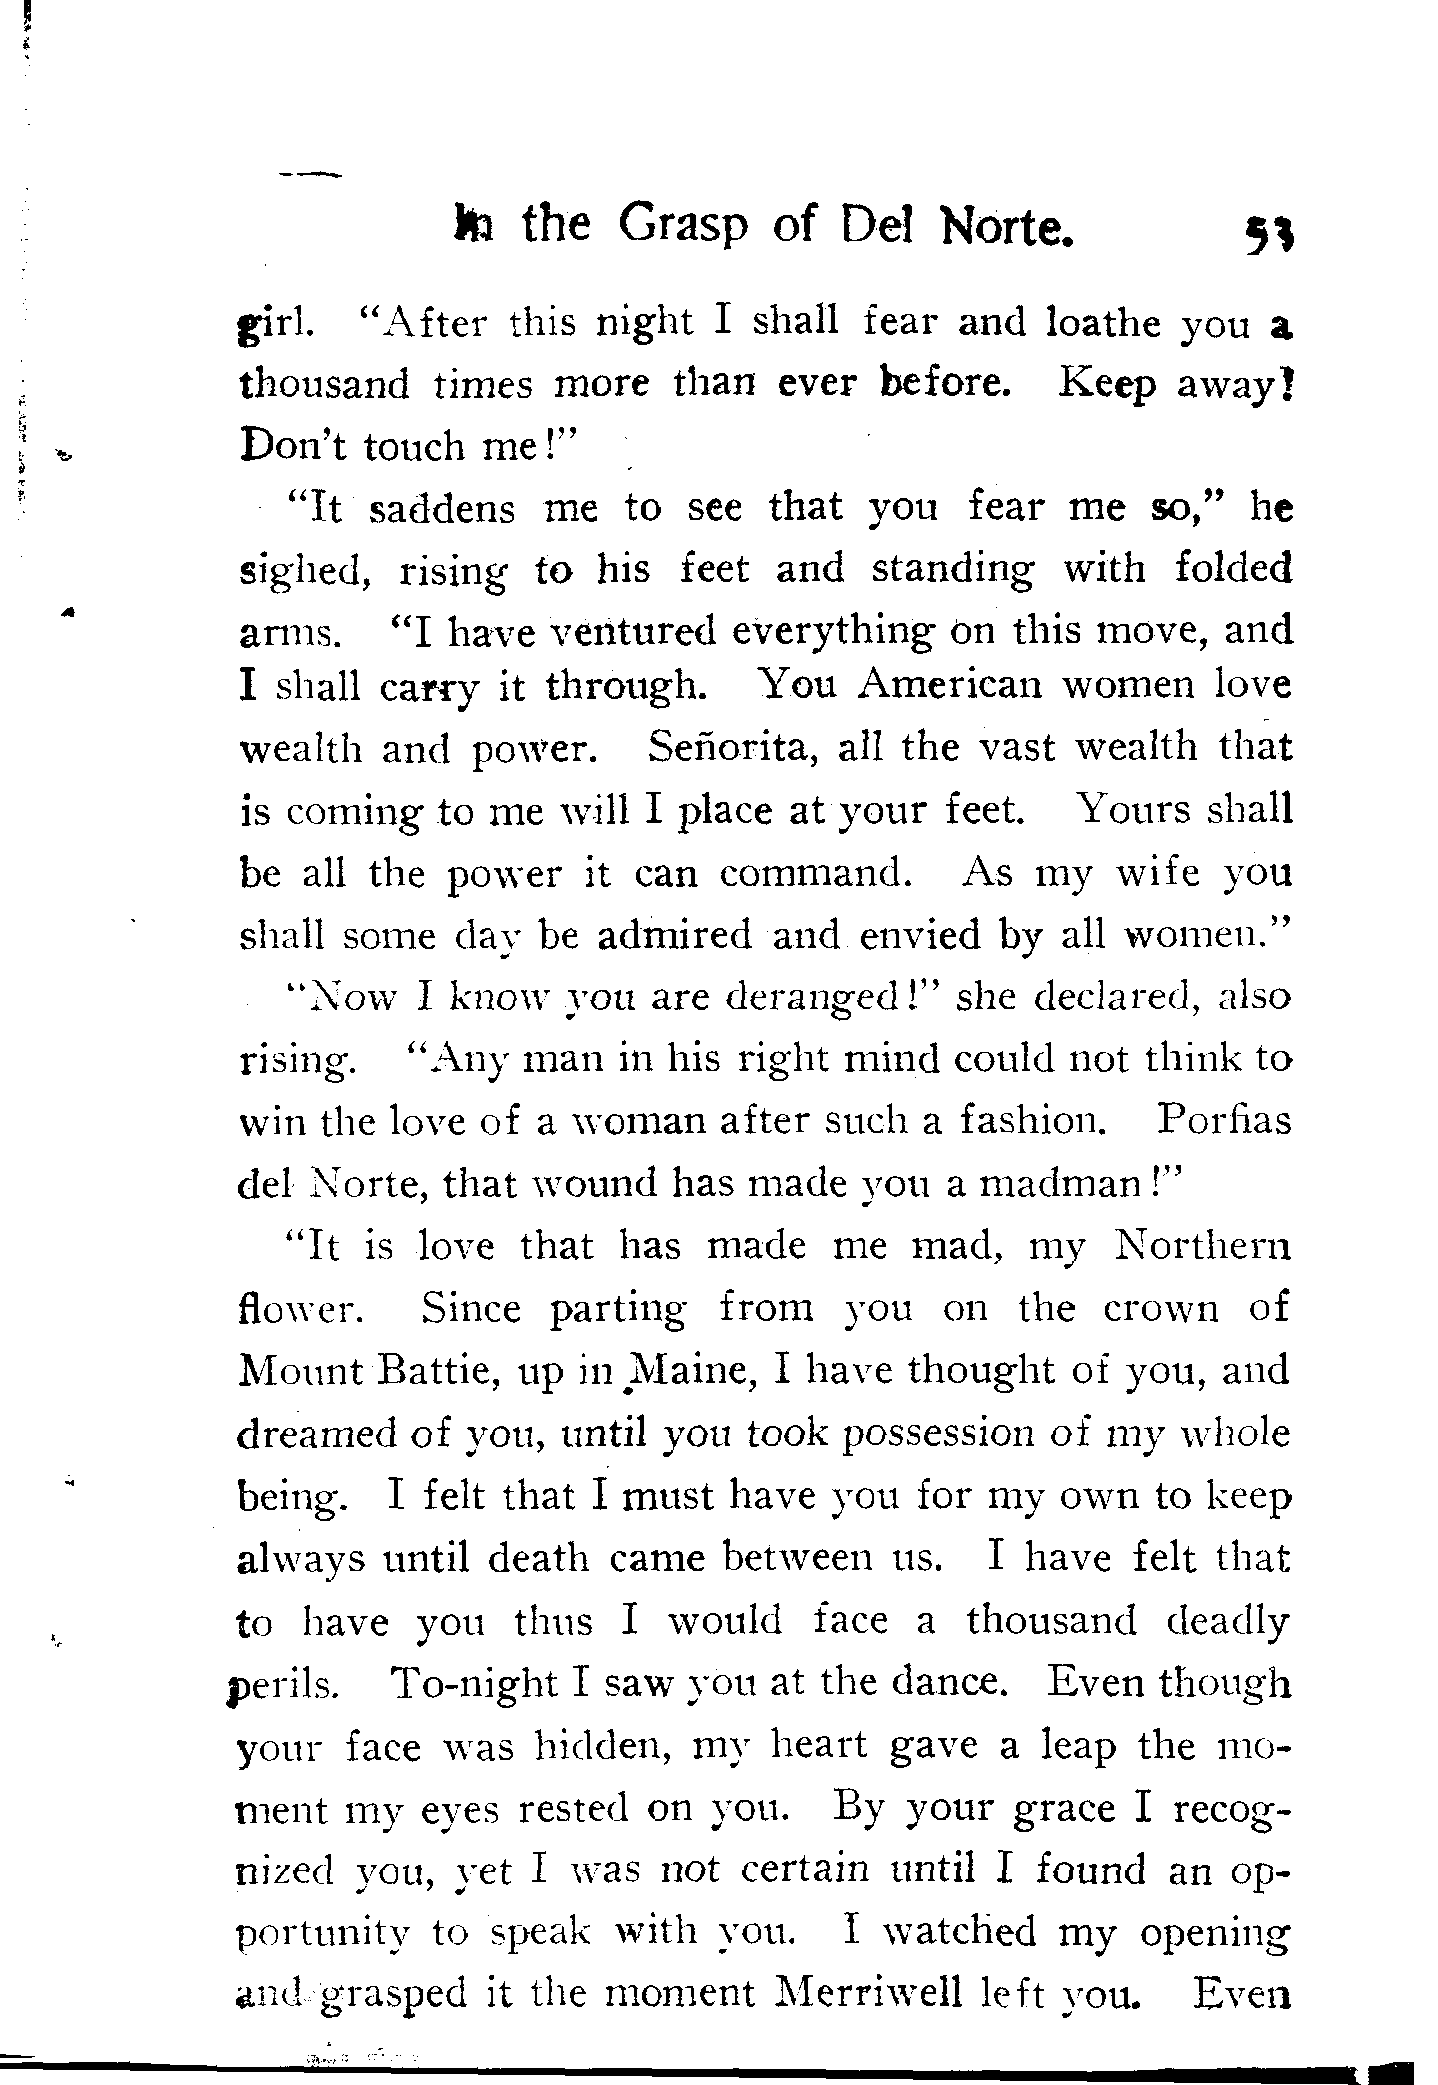 In the Grasp of Del Norte. 53
girl. "After this night I shall fear and loathe you a
thousand times more than ever before. Keep away!
Don't touch me!"
"It saddens me to see that you fear me so," he
sighed, rising to his feet and standing with folded
arms. "I have ventured everything on this move, and
I shall carry it through. You American women love
wealth and power. Señorita, all the vast wealth that
is coming to me will I place at your feet. Yours shall
be all the power it can command. As my wife you
shall some day be admired and envied by all women."
"Now I know you are deranged!" she declared, also
rising. "Any man in his right mind could not think to
win the love of a woman after such a fashion. Porfias
del Norte, that wound has made you a madman!"
"It is love that has made me mad, my Northern
flower. Since parting from you on the crown of
Mount Battie, up in Maine, I have thought of you, and
dreamed of you, until you took possession of my whole
being. I felt that I must have you for my own to keep
always until death came between us. I have felt that
to have you thus I would face a thousand deadly
perils. To-night I saw you at the dance. Even though
your face was hidden, my heart gave a leap the mo-
ment my eyes rested on you. By your grace I recog-
nized you, yet I was not certain until I found an op-
portunity to speak with you. I watched my opening
and grasped it the moment Merriwell left you. Even